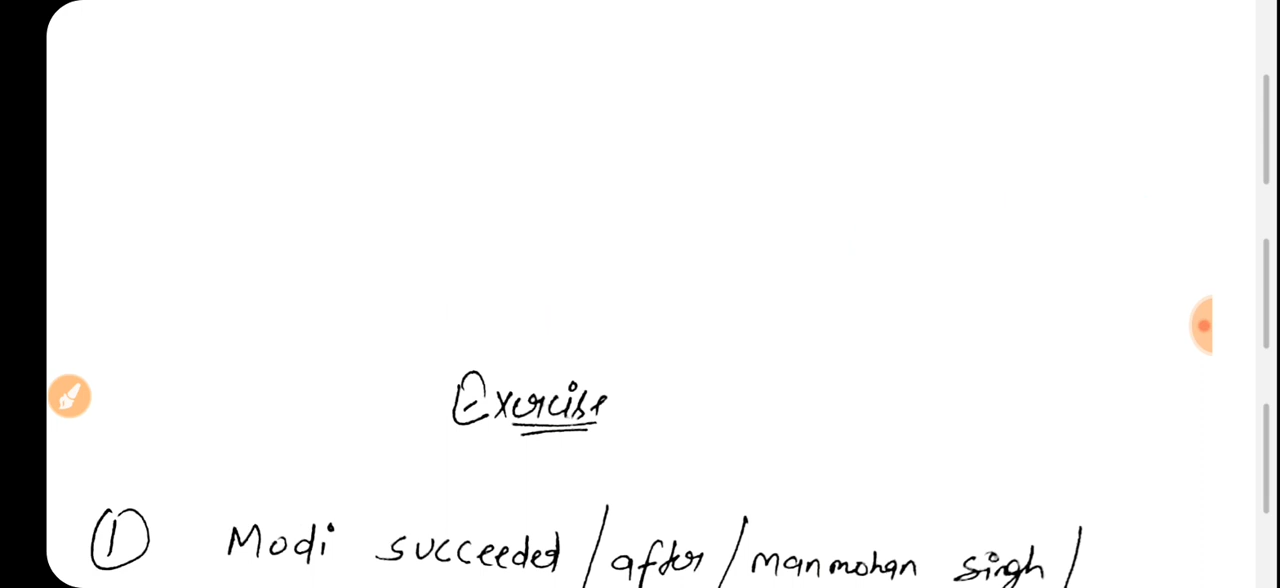 Exercise
① Modi succeeded / after / manmohan singh /